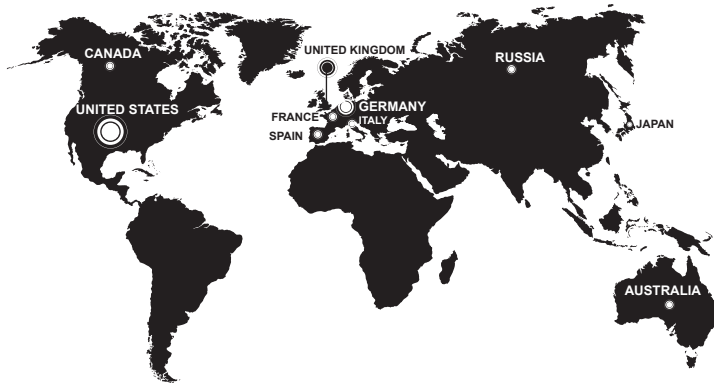 CANADA
UNITED KINGDOM
RUSSIA
UNITED STATES
GERMANY
FRANCE
ITALY
JAPAN
SPAIN
AUSTRALIA